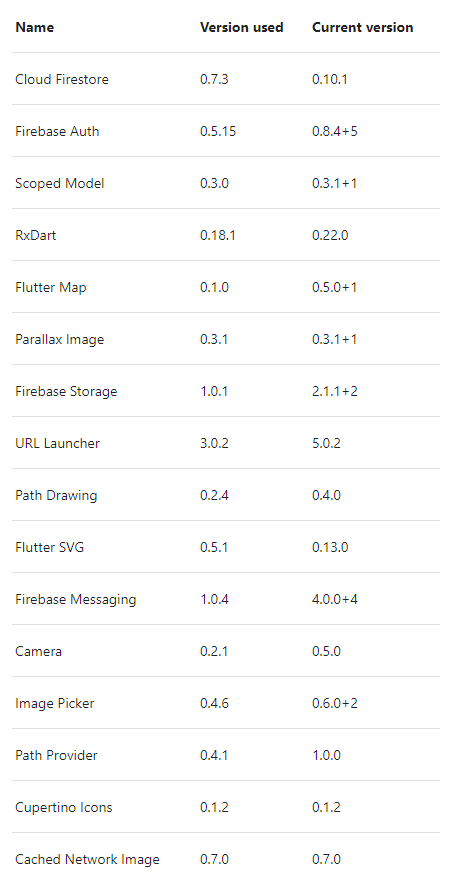 Name Version used Current version
Cloud Firestore 0.7.3 0.10.1
Firebase Auth 0.5.15 0.8.4+5
Scoped Model 0.3.0 0.3.1+1
RxDart 0.18.1 0.22.0
Flutter Map 0.1.0 0.5.0+1
Parallax Image 0.3.1 0.3.1+1
Firebase Storage 1.0.1 2.1.1+2
URL Launcher 3.0.2 5.0.2
Path Drawing 0.2.4 0.4.0
Flutter SVG 0.5.1 0.13.0
Firebase Messaging 1.0.4 4.0.0+4
Camera 0.2.1 0.5.0
Image Picker 0.4.6 0.6.0+2
Path Provider 0.4.1 1.0.0
Cupertino Icons 0.1.2 0.1.2
Cached Network Image 0.7.0 0.7.0